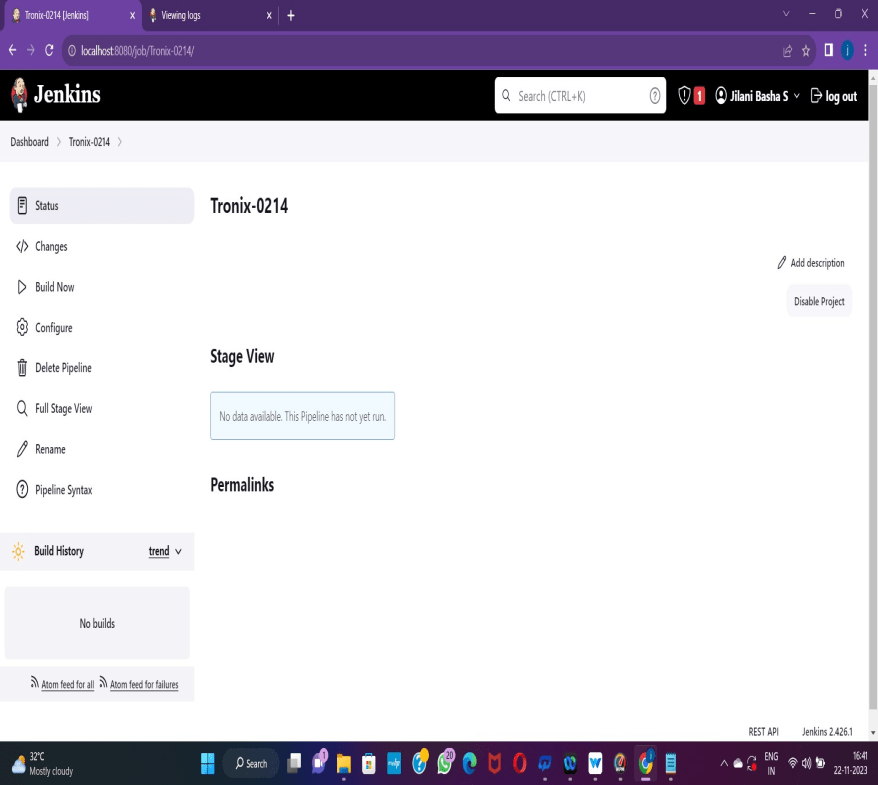 Tronix-0214 [Jenkins]
Viewing logs
localhost:8080/job/Tronix-0214/
Jenkins
Search (CTRL+K)
1
Jilani Basha S
log out
Dashboard
Tronix-0214
Status
Tronix-0214
Changes
Add description
Build Now
Disable Project
Configure
Stage View
Delete Pipeline
Full Stage View
No data available. This Pipeline has not yet run.
Rename
Permalinks
Pipeline Syntax
Build History
trend
No builds
Atom feed for all
Atom feed for failures
REST API
Jenkins 2.426.1
32°C
Mostly cloudy
Search
20
ENG
IN
16:41
22-11-2023